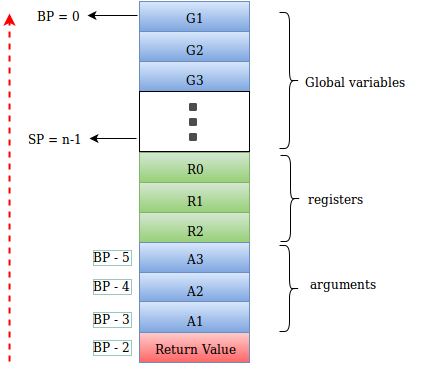 BP = 0
G1
G2
G3
Global variables
SP = n-1
R0
R1
R2
registers
BP - 5
A3
BP - 4
A2
arguments
BP - 3
A1
BP - 2
Return Value